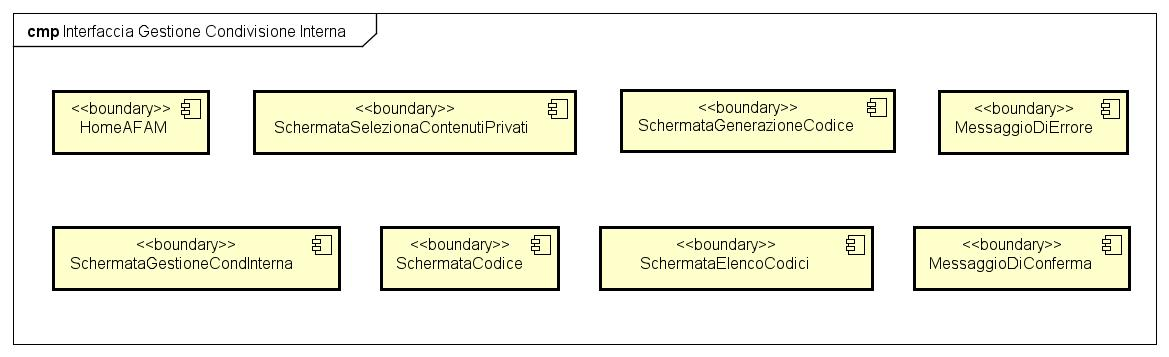 cmp Interfaccia Gestione Condivisione Interna
<<boundary>>
HomeAFAM
<<boundary>>
SchermataSelezionaContenutiPrivati
<<boundary>>
SchermataGenerazioneCodice
<<boundary>>
MessaggioDiErrore
<<boundary>>
SchermataGestioneCondInterna
<<boundary>>
SchermataCodice
<<boundary>>
SchermataElencoCodici
<<boundary>>
MessaggioDiConferma